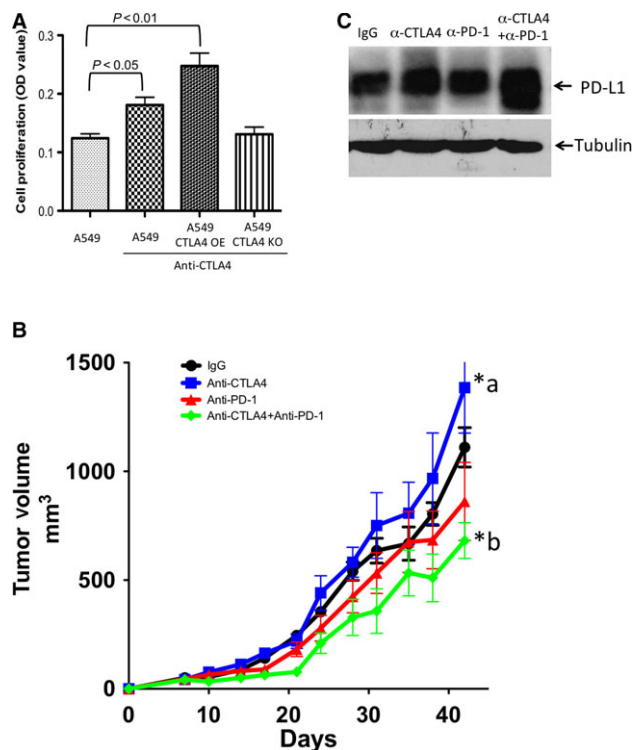 A
P < 0.01
P < 0.05
Cell proliferation (OD value)
0.3
0.2
0.1
0.0
A549
A549
A549
CTLA4 OE
A549
CTLA4 KO
Anti-CTLA4
C
IgG
α-CTLA4
α-PD-1
α-CTLA4
+α-PD-1
PD-L1
Tubulin
B
IgG
Anti-CTLA4
Anti-PD-1
Anti-CTLA4+Anti-PD-1
Tumor volume
mm3
1500
1000
500
0
*a
*b
0
10
20
30
40
Days